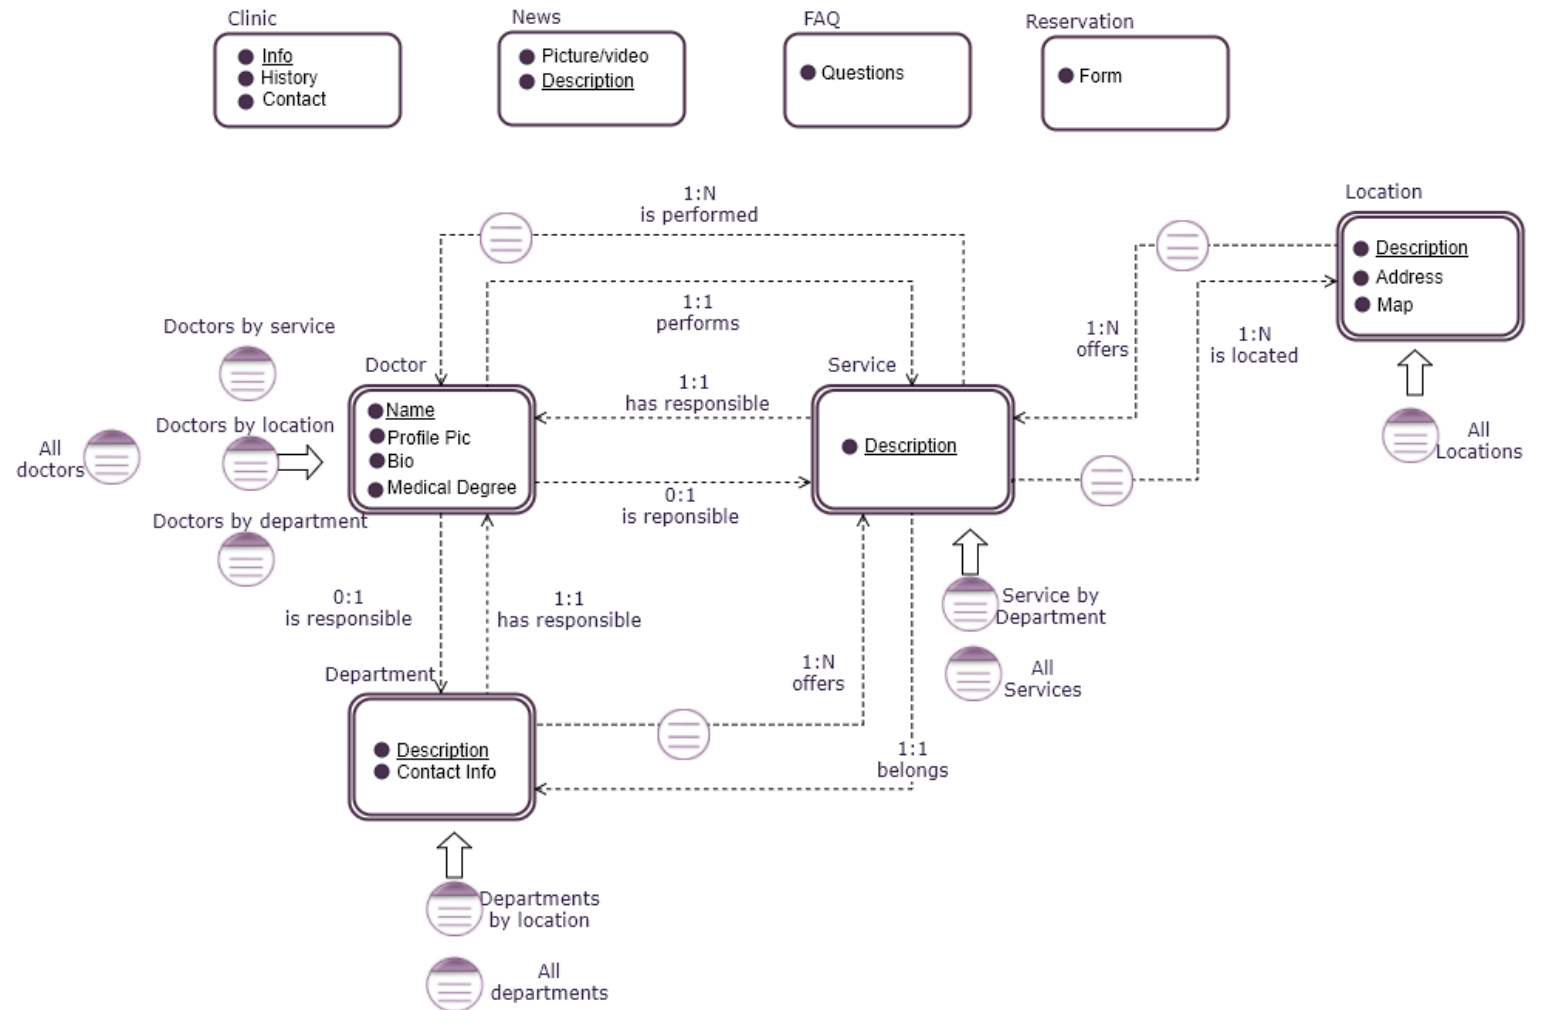 Clinic
Info
History
Contact
News
Picture/video
Description
FAQ
Questions
Reservation
Form
1:N
is performed
1:1
performs
Location
Description
Address
Map
1:N
offers
1:N
is located
All
Locations
Doctors by service
Doctors by location
All
doctors
Doctors by department
Doctor
Name
Profile Pic
Bio
Medical Degree
1:1
has responsible
0:1
is reponsible
Service
Description
0:1
is responsible
1:1
has responsible
Service by
Department
All
Services
Department
Description
Contact Info
1:N
offers
1:1
belongs
Departments
by location
All
departments